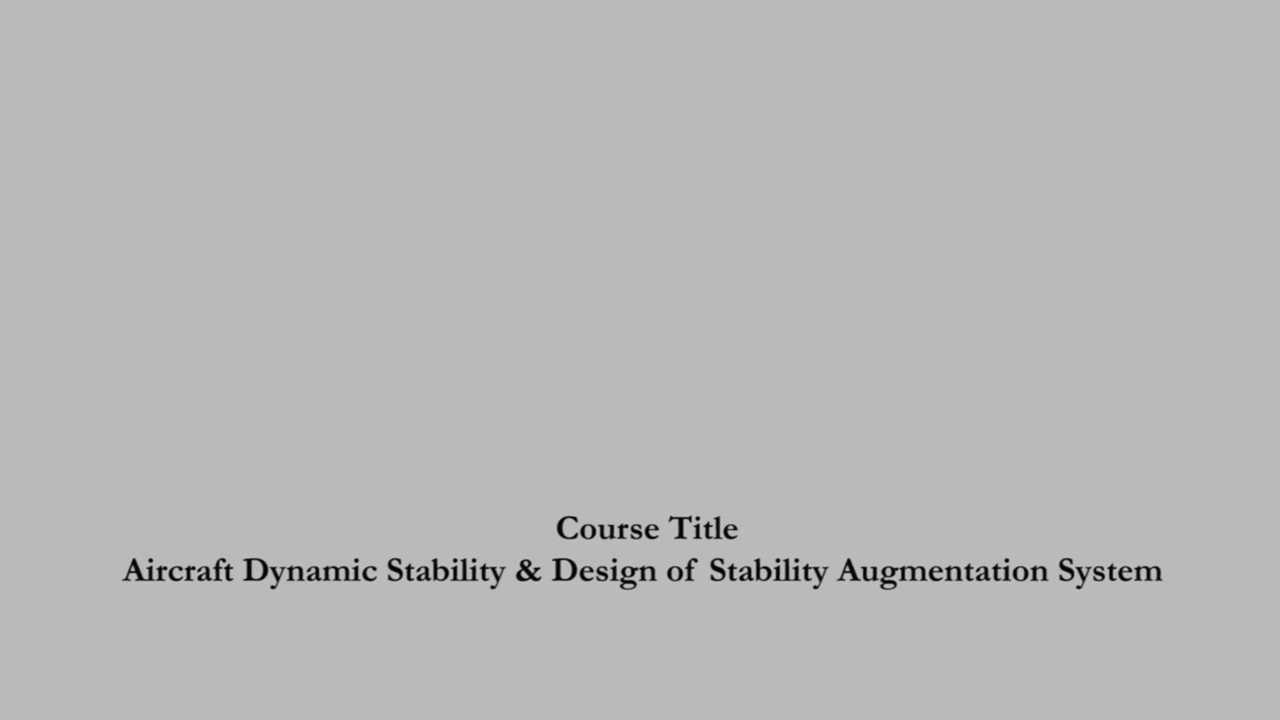 Course Title
Aircraft Dynamic Stability & Design of Stability Augmentation System